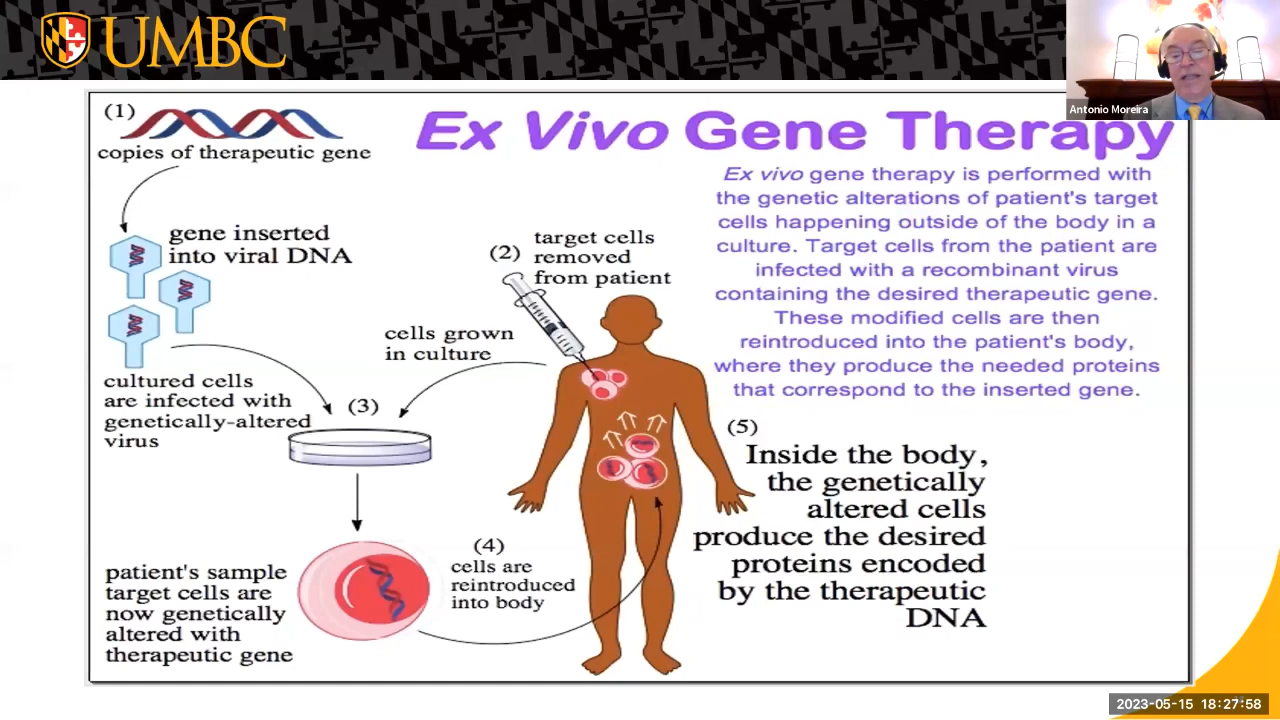 UMBC
Antonio Moreira
Ex Vivo Gene Therapy
(1)
copies of therapeutic gene
gene inserted
into viral DNA
cultured cells
are infected with
genetically-altered
virus
(2)
target cells
removed
from patient
cells grown
in culture
(3)
patient's sample
target cells are
now genetically
altered with
therapeutic gene
(4)
cells are
reintroduced
into body
Ex vivo gene therapy is performed with
the genetic alterations of patient's target
cells happening outside of the body in a
culture. Target cells from the patient are
infected with a recombinant virus
containing the desired therapeutic gene.
These modified cells are then
reintroduced into the patient's body,
where they produce the needed proteins
that correspond to the inserted gene.
(5)
Inside the body,
the genetically
altered cells
produce the desired
proteins encoded
by the therapeutic
DNA
2023-05-15 18:27:58